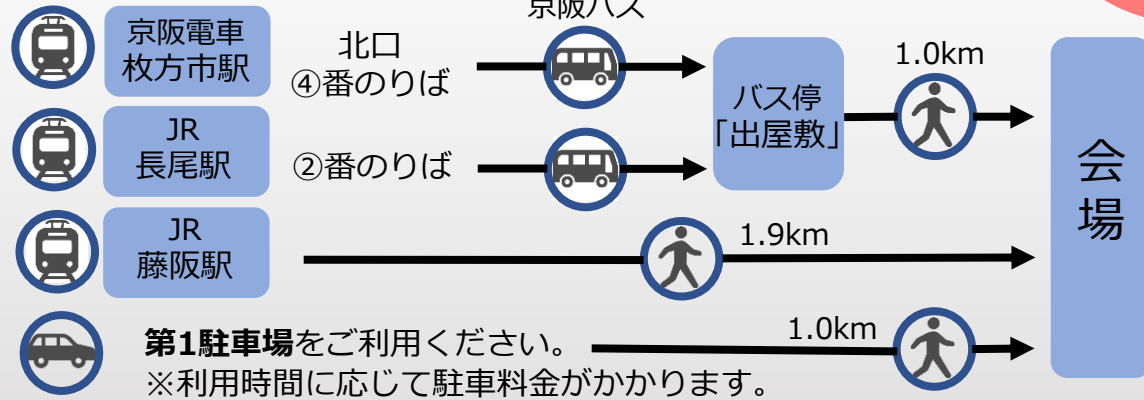 京阪バス
京阪電車
枚方市駅
北口
④番のりば
1.0km
バス停
「出屋敷」
JR
長尾駅
②番のりば
会場
JR
藤阪駅
1.9km
第1駐車場をご利用ください。
1.0km
※利用時間に応じて駐車料金がかかります。